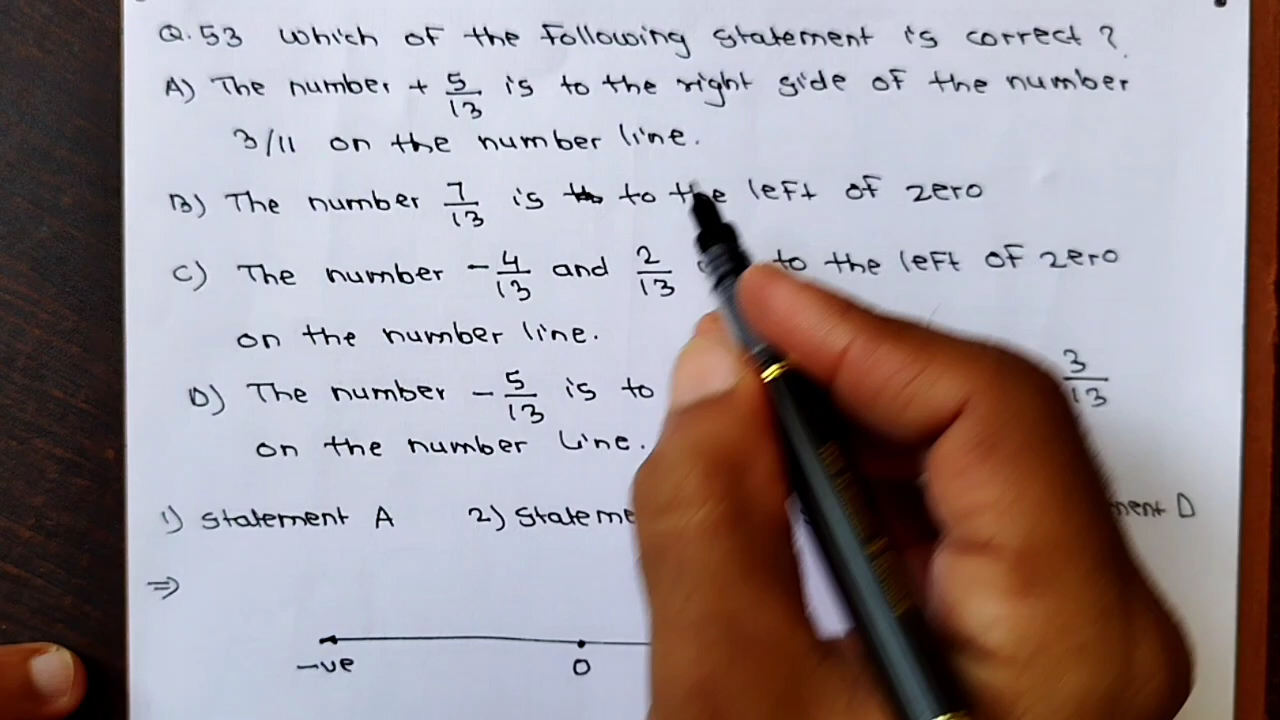 Q.53 which of the following statement is correct ?
A) The number + 5/13 is to the right side of the number
3/11 on the number line.
B) The number 7/13 is to the left of zero
C) The number - 4/13 and 2/13 to the left of zero
on the number line.
D) The number - 5/13 is to 3/13
on the number line.
1) statement A 2) Stateme ment D
⇒
-ve 0